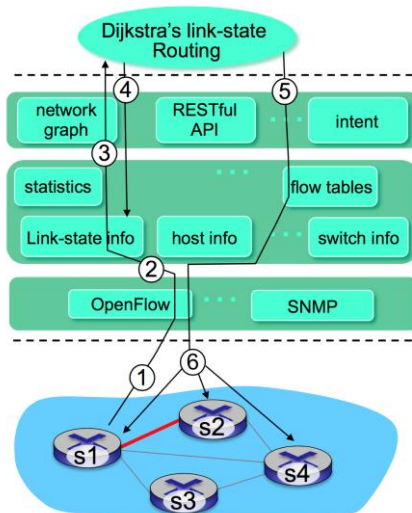 Dijkstra's link-state
Routing
4
5
network
graph
RESTful
API
intent
3
statistics
flow tables
Link-state info
host info
switch info
2
OpenFlow
SNMP
1
6
s2
s1
s4
s3